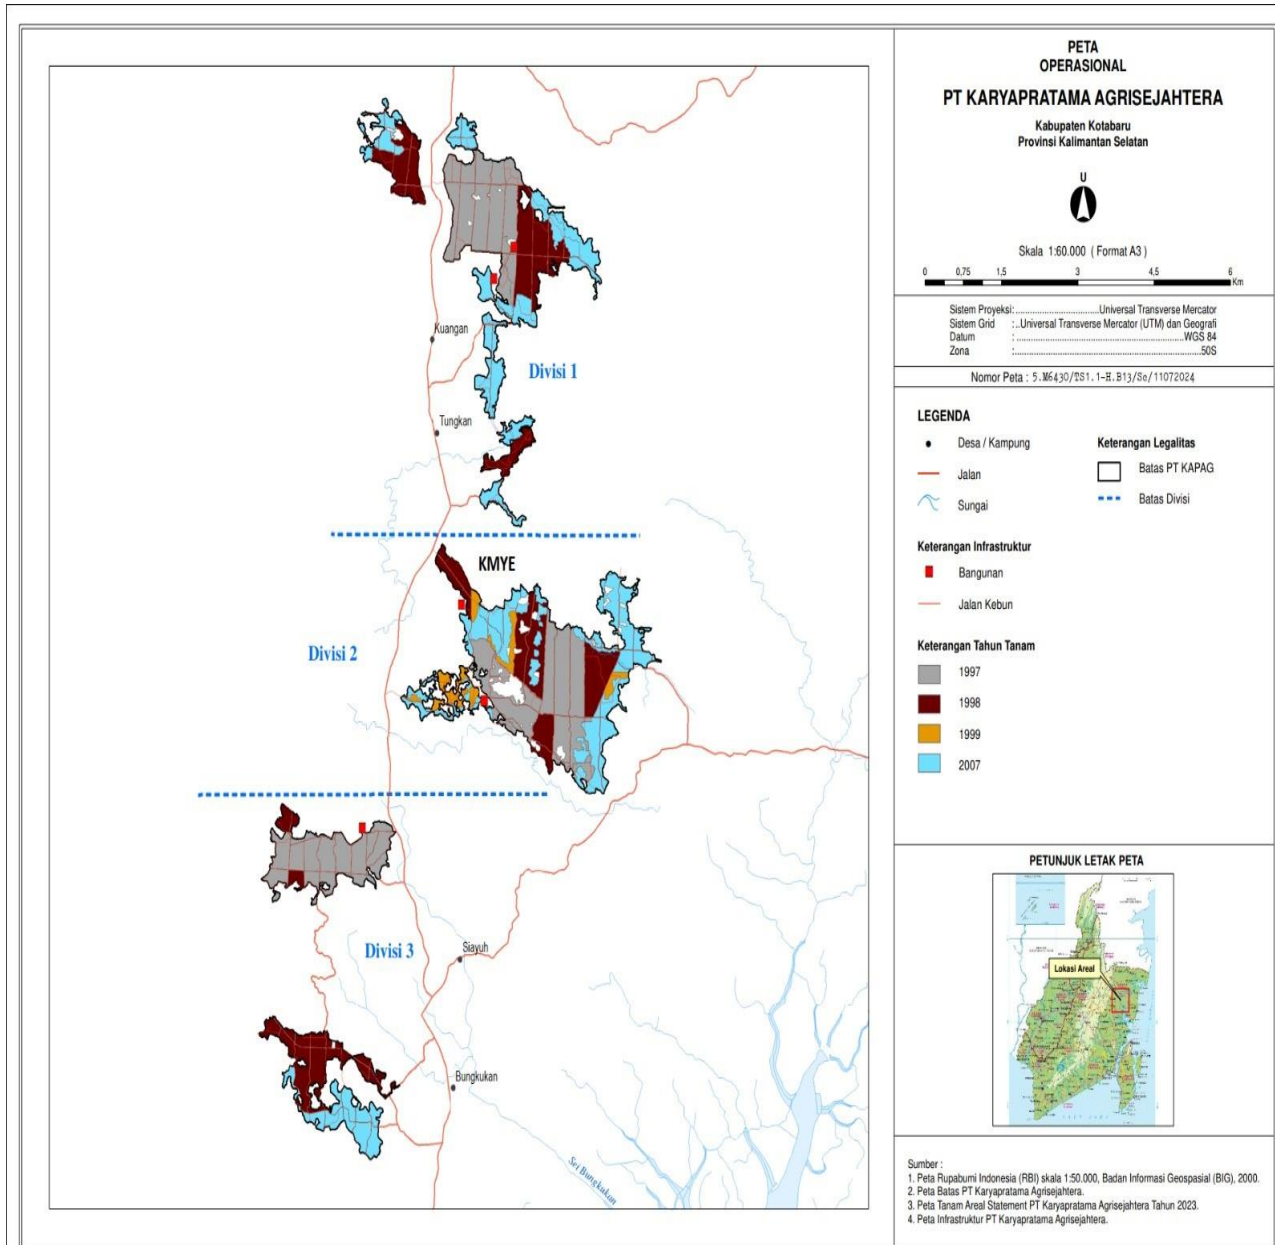 PETA
OPERASIONAL
PT KARYAPRATAMA AGRISEJAHTERA
Kabupaten Kotabaru
Provinsi Kalimantan Selatan
U
Skala 1:60.000 ( Format A3 )
0 0,75 1,5 3 4,5 6
Km
Sistem Proyeksi:..................................Universal Transverse Mercator
Sistem Grid :..Universal Transverse Mercator (UTM) dan Geografi
Datum :................................................................WGS 84
Zona :......................................................................50S
Nomor Peta : 5.M6430/TS1.1-H.B13/Se/11072024
LEGENDA
Desa / Kampung
Jalan
Sungai
Keterangan Legalitas
Batas PT KAPAG
Batas Divisi
Keterangan Infrastruktur
Bangunan
Jalan Kebun
Keterangan Tahun Tanam
1997
1998
1999
2007
PETUNJUK LETAK PETA
Lokasi Areal
Sumber :
1. Peta Rupabumi Indonesia (RBI) skala 1:50.000, Badan Informasi Geospasial (BIG), 2000.
2. Peta Batas PT Karyapratama Agrisejahtera.
3. Peta Tanam Areal Statement PT Karyapratama Agrisejahtera Tahun 2023.
4. Peta Infrastruktur PT Karyapratama Agrisejahtera.
Kuangan
Divisi 1
Tungkan
KMYE
Divisi 2
Divisi 3
Siayuh
Bungkukan
Sei Bungkukan